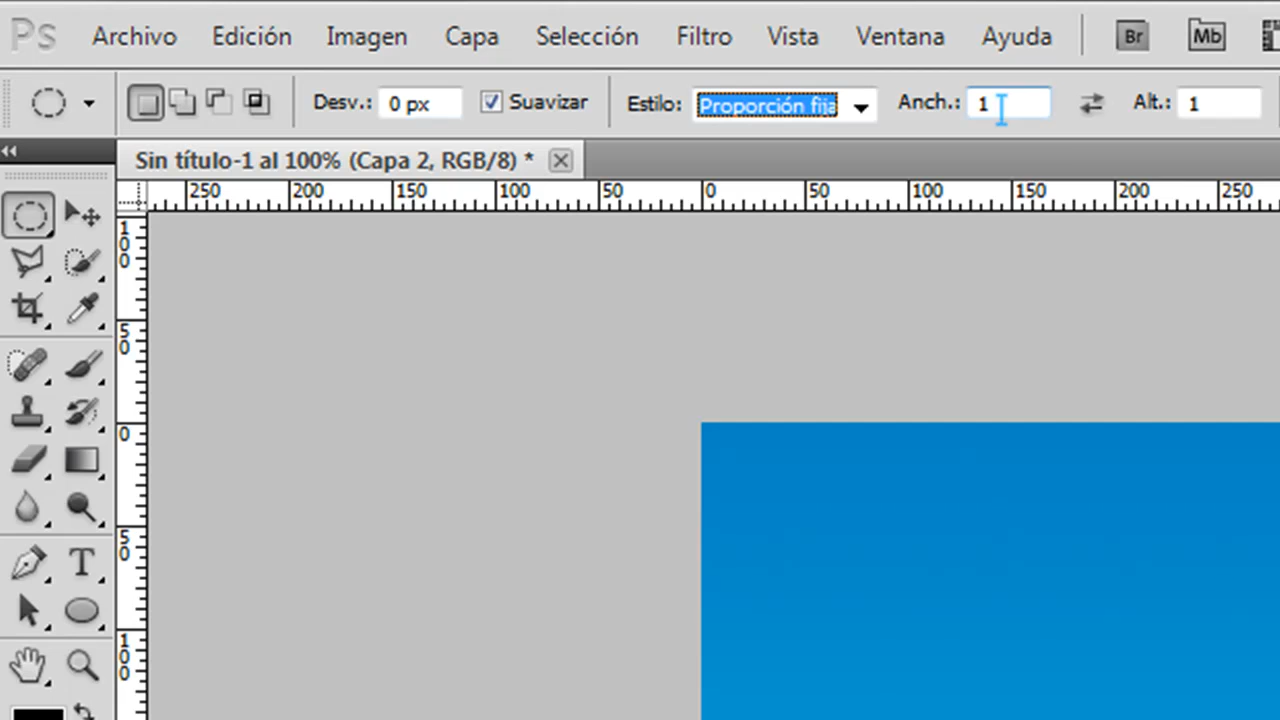 Ps Archivo Edición Imagen Capa Selección Filtro Vista Ventana Ayuda Br Mb
Desv.: 0 px Suavizar Estilo: Proporción fija Anch.: 1 Alt.: 1
Sin título-1 al 100% (Capa 2, RGB/8) *
250 200 150 100 50 0 50 100 150 200 250
100
50
0
50
100
T